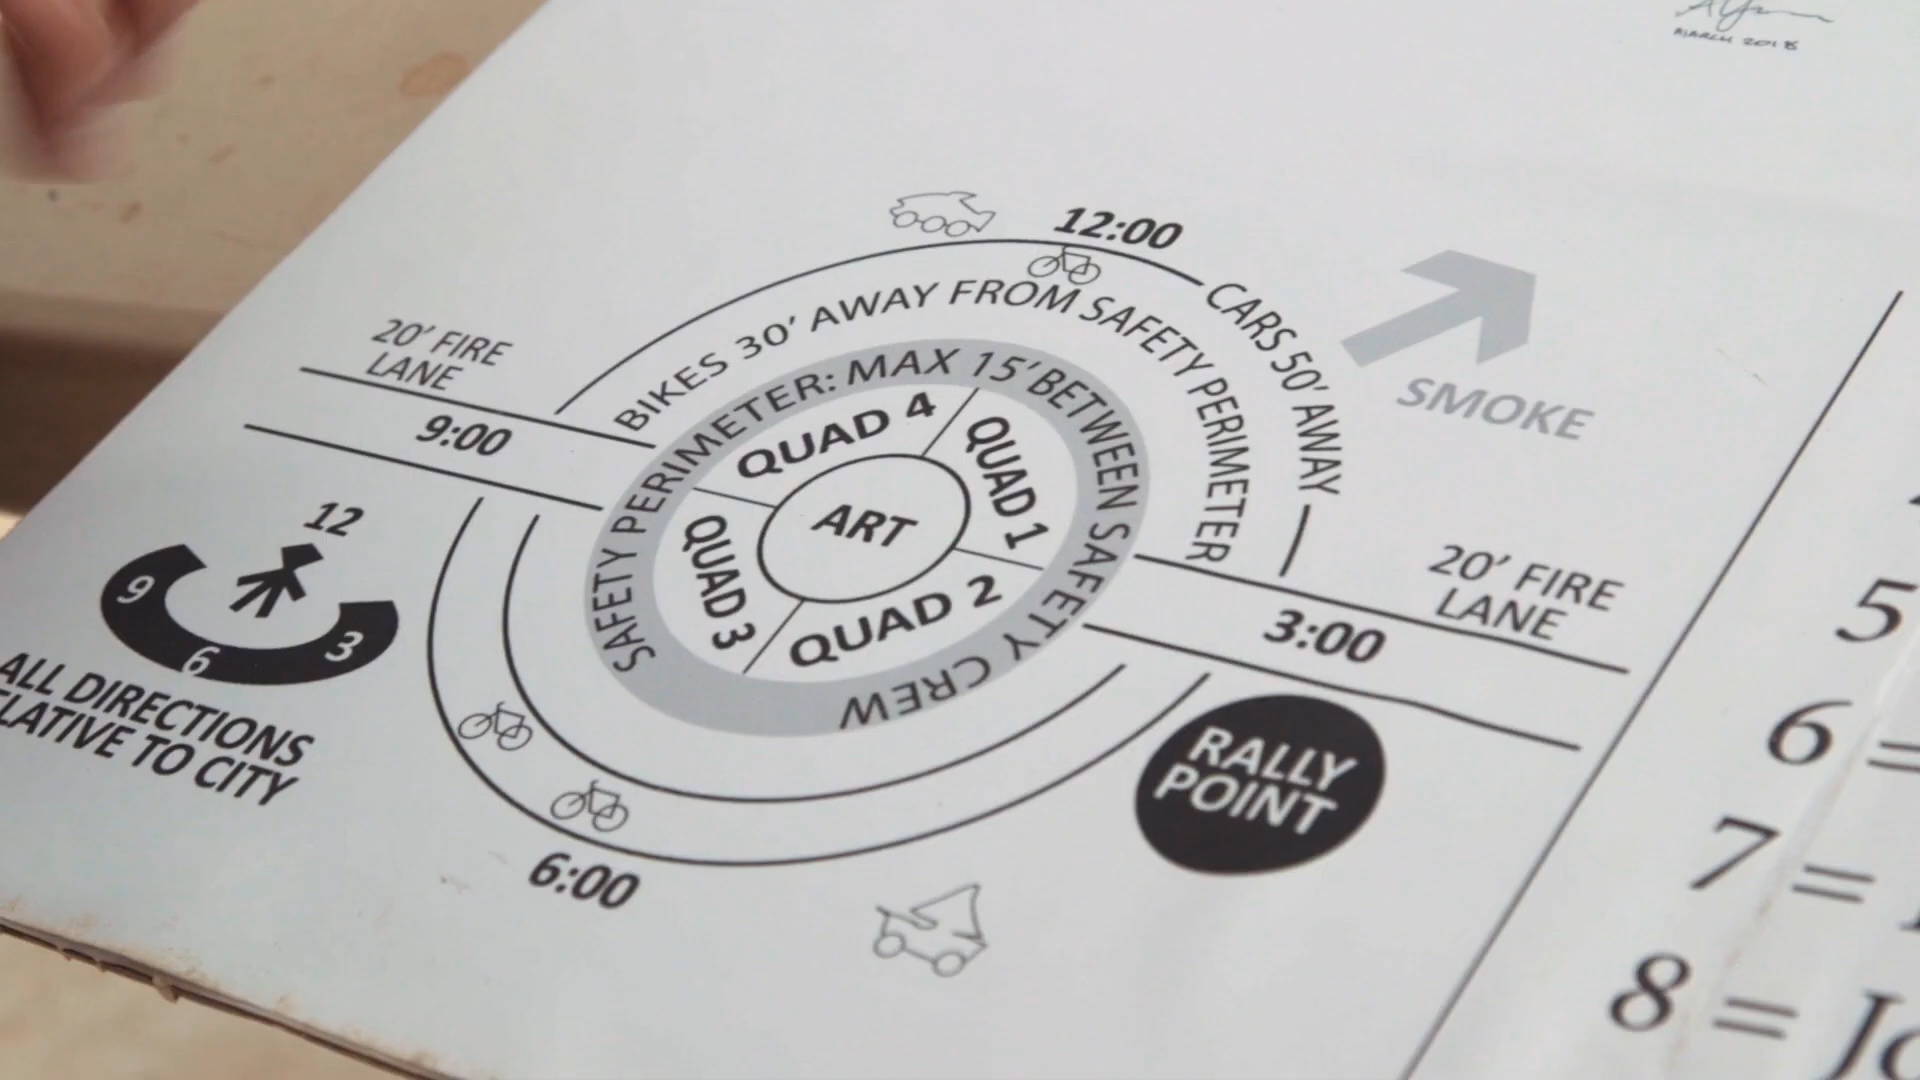 MARCH 2018
12:00
CARS 50' AWAY
BIKES 30' AWAY FROM SAFETY PERIMETER
SAFETY PERIMETER: MAX 15' BETWEEN SAFETY CREW
SMOKE
20' FIRE
LANE
9:00
QUAD 4
QUAD 1
ART
QUAD 3
QUAD 2
20' FIRE
LANE
3:00
12
9
3
6
ALL DIRECTIONS
TO CITY
RALLY
POINT
6:00
5
6 =
7 =
8 =